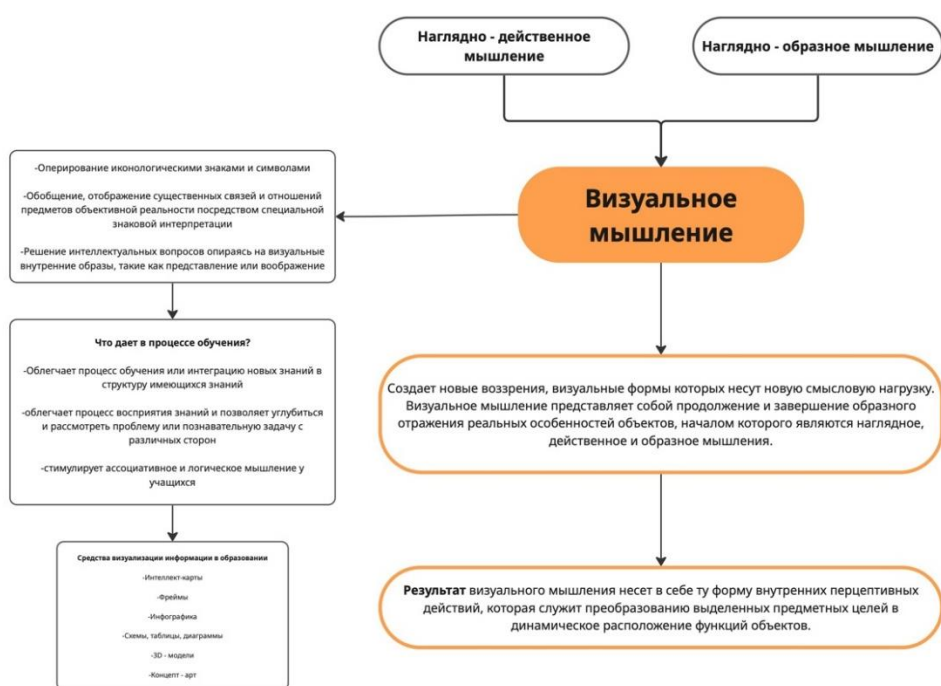 Наглядно - действенное
мышление
Наглядно - образное мышление
Визуальное
мышление
-Оперирование иконологическими знаками и символами
-Обобщение, отображение существенных связей и отношений
предметов объективной реальности посредством специальной
знаковой интерпретации
-Решение интеллектуальных вопросов опираясь на визуальные
внутренние образы, такие как представление или воображение
Что дает в процессе обучения?
-Облегчает процесс обучения или интеграцию новых знаний в
структуру имеющихся знаний
-облегчает процесс восприятия знаний и позволяет углубиться
и рассмотреть проблему или познавательную задачу с
различных сторон
-стимулирует ассоциативное и логическое мышление у
учащихся
Средства визуализации информации в образовании
-Интеллект-карты
-Фреймы
-Инфографика
-Схемы, таблицы, диаграммы
-3D - модели
-Концепт - арт
Создает новые воззрения, визуальные формы которых несут новую смысловую нагрузку.
Визуальное мышление представляет собой продолжение и завершение образного
отражения реальных особенностей объектов, началом которого являются наглядное,
действенное и образное мышления.
Результат визуального мышления несет в себе ту форму внутренних перцептивных
действий, которая служит преобразованию выделенных предметных целей в
динамическое расположение функций объектов.